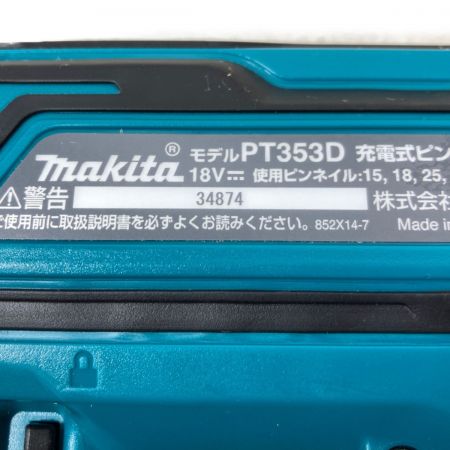 makita® モデルPT353D 充電式ピン
18V⎓ 使用ピンネイル:15, 18, 25,
⚠警告 34874 株式会社
ご使用前に取扱説明書を必ずよくお読みください。 852X14-7 Made in